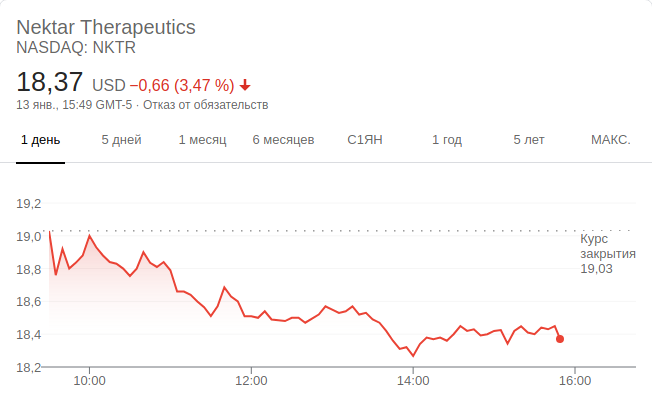 Nektar Therapeutics
NASDAQ: NKTR
18,37 USD −0,66 (3,47 %)
13 янв., 15:49 GMT-5 · Отказ от обязательств
1 день 5 дней 1 месяц 6 месяцев С1ЯН 1 год 5 лет МАКС.
19,2
19,0
18,8
18,6
18,4
18,2
Курс
закрытия
19,03
10:00 12:00 14:00 16:00